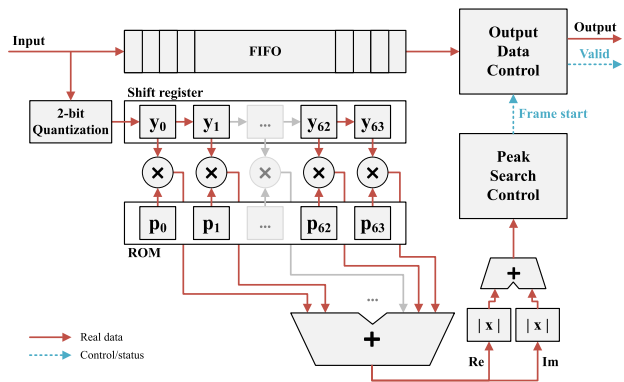 Input
FIFO
Output
Data
Control
Output
Valid
2-bit
Quantization
Shift register
y0 y1 ... y62 y63
Frame start
× × × × ×
Peak
Search
Control
p0 p1 ... p62 p63
ROM
+
...
| x | | x |
+
Re Im
Real data
Control/status